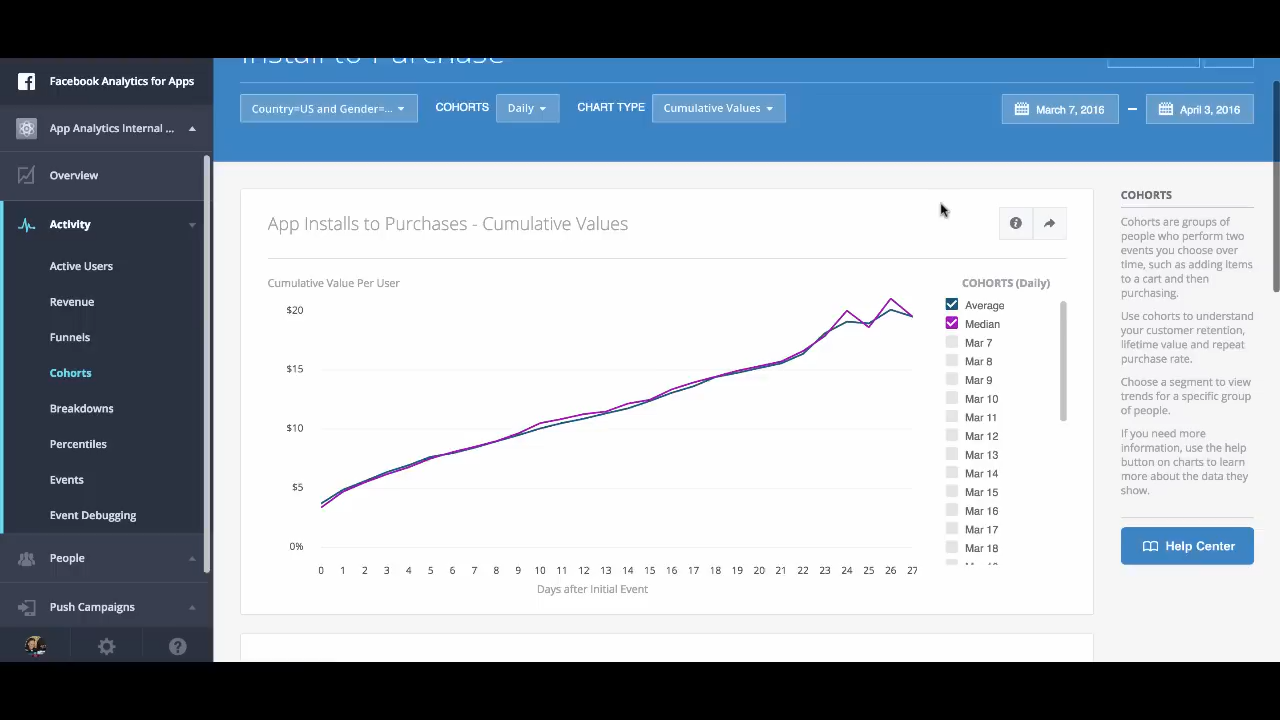 Install to Purchase
Facebook Analytics for Apps
Country=US and Gender=...
COHORTS
Daily
CHART TYPE
Cumulative Values
March 7, 2016
–
April 3, 2016
App Analytics Internal ...
Overview
Activity
Active Users
Revenue
Funnels
Cohorts
Breakdowns
Percentiles
Events
Event Debugging
People
Push Campaigns
App Installs to Purchases - Cumulative Values
Cumulative Value Per User
$20
$15
$10
$5
0%
0 1 2 3 4 5 6 7 8 9 10 11 12 13 14 15 16 17 18 19 20 21 22 23 24 25 26 27
Days after Initial Event
COHORTS (Daily)
Average
Median
Mar 7
Mar 8
Mar 9
Mar 10
Mar 11
Mar 12
Mar 13
Mar 14
Mar 15
Mar 16
Mar 17
Mar 18
COHORTS
Cohorts are groups of
people who perform two
events you choose over
time, such as adding items
to a cart and then
purchasing.
Use cohorts to understand
your customer retention,
lifetime value and repeat
purchase rate.
Choose a segment to view
trends for a specific group
of people.
If you need more
information, use the help
button on charts to learn
more about the data they
show.
Help Center